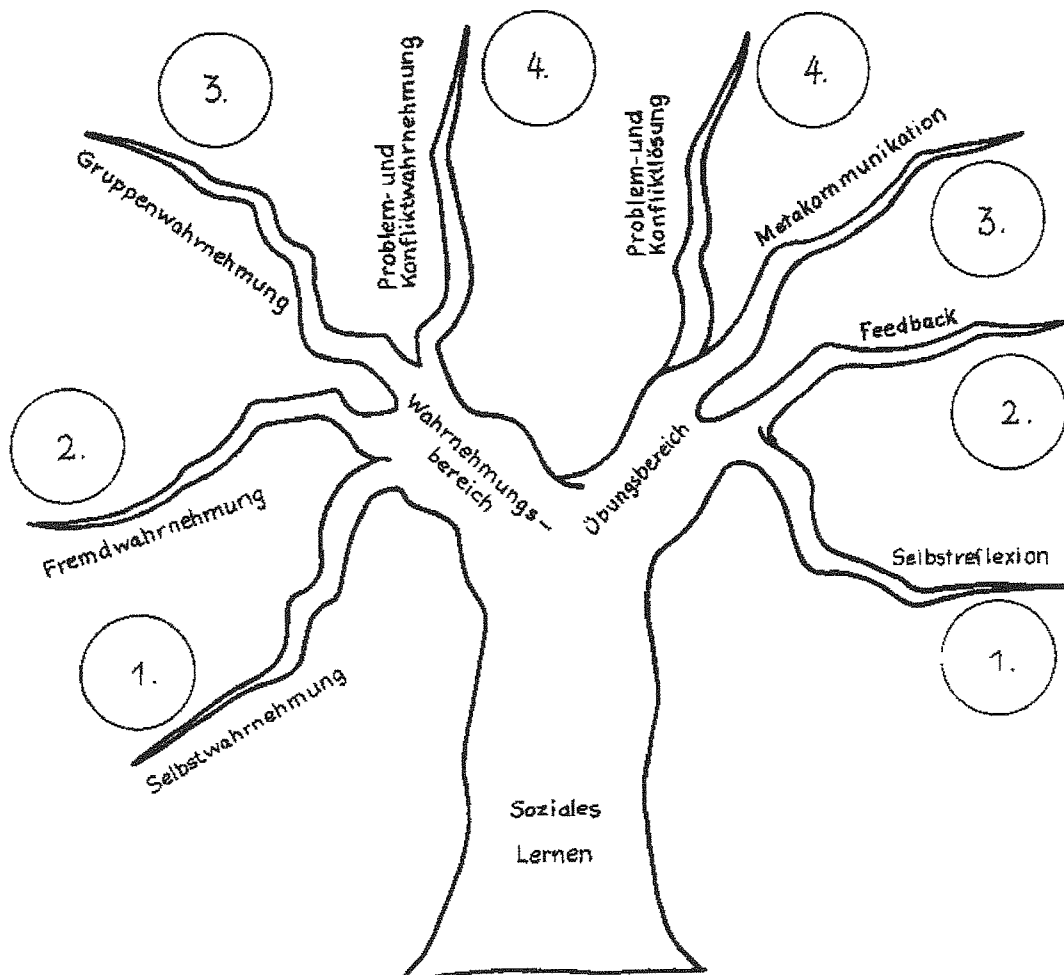 3.
Gruppenwahrnehmung
Problem- und
Konfliktwahrnehmung
4.
Problem- und
Konfliktlösung
4.
Metakommunikation
3.
Feedback
2.
2.
Fremdwahrnehmung
Wahrnehmungs-
bereich
Übungsbereich
Selbstreflexion
1.
1.
Selbstwahrnehmung
Soziales
Lernen